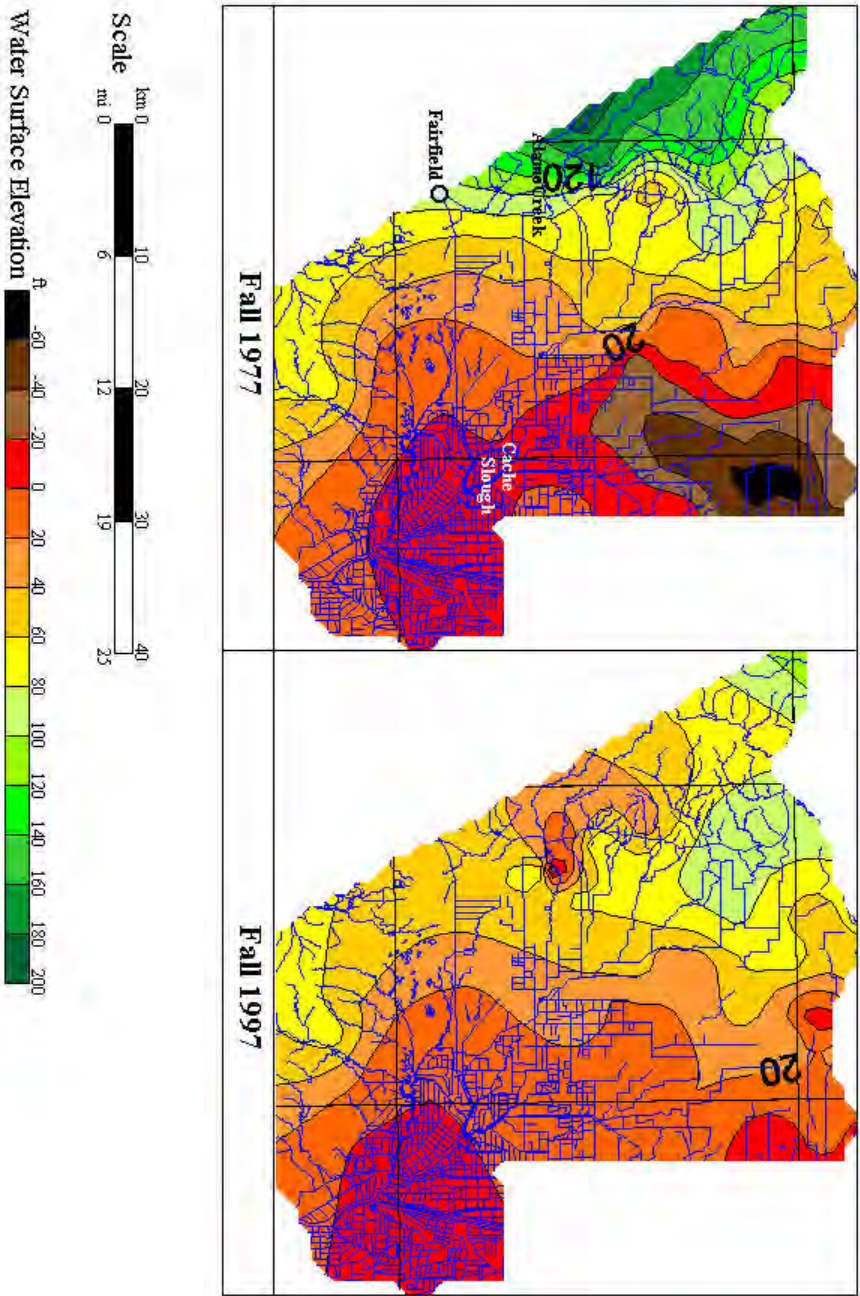 120
Alamo Creek
Fairfield
20
Cache
Slough
Fall 1977
20
Fall 1997
Scale
km 0 10 20 30 40
mi 0 6 12 19 25
Water Surface Elevation
ft -60 -40 -20 0 20 40 60 80 100 120 140 160 180 200